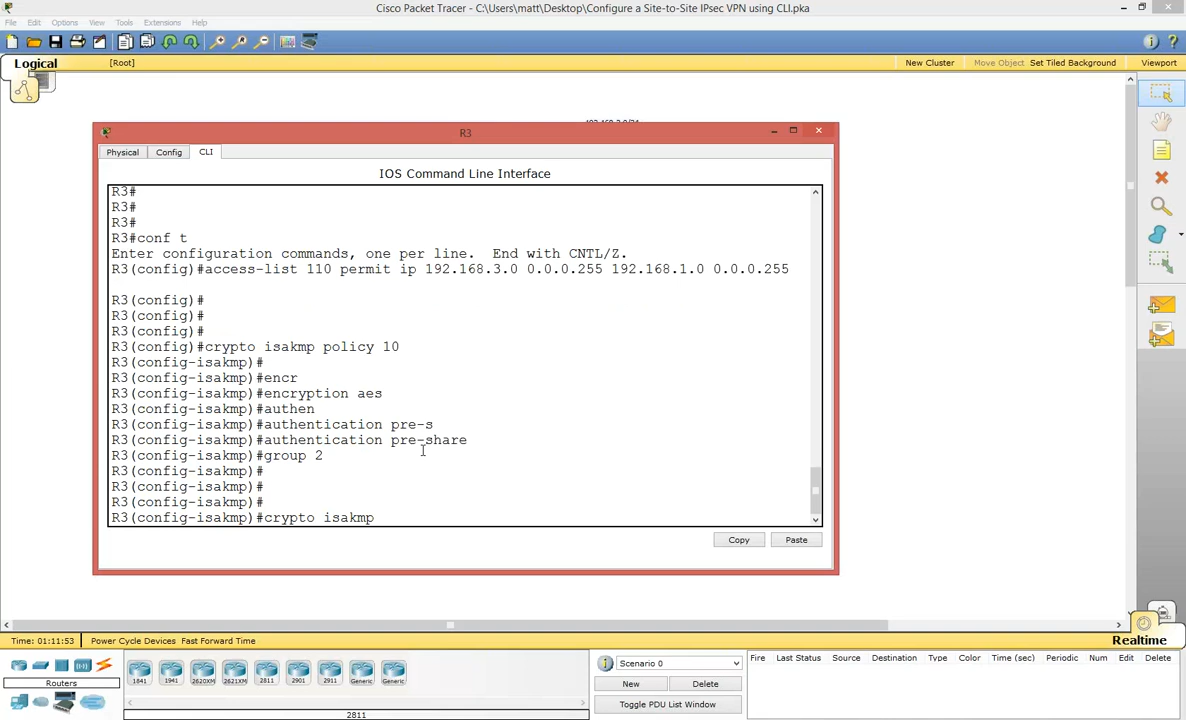 Cisco Packet Tracer - C:\Users\matt\Desktop\Configure a Site-to-Site IPsec VPN using CLI.pka
File Edit Options View Tools Extensions Help
Logical [Root] New Cluster Move Object Set Tiled Background Viewport
R3
Physical Config CLI
IOS Command Line Interface
R3#
R3#
R3#
R3#conf t
Enter configuration commands, one per line.  End with CNTL/Z.
R3(config)#access-list 110 permit ip 192.168.3.0 0.0.0.255 192.168.1.0 0.0.0.255
R3(config)#
R3(config)#
R3(config)#
R3(config)#crypto isakmp policy 10
R3(config-isakmp)#
R3(config-isakmp)#encr
R3(config-isakmp)#encryption aes
R3(config-isakmp)#authen
R3(config-isakmp)#authentication pre-s
R3(config-isakmp)#authentication pre-share
R3(config-isakmp)#group 2
R3(config-isakmp)#
R3(config-isakmp)#
R3(config-isakmp)#
R3(config-isakmp)#crypto isakmp
Copy Paste
Time: 01:11:53 Power Cycle Devices Fast Forward Time Realtime
Routers
1841 1941 2620XM 2621XM 2811 2901 2911 Generic Generic
2811
Scenario 0
New Delete
Toggle PDU List Window
Fire Last Status Source Destination Type Color Time (sec) Periodic Num Edit Delete